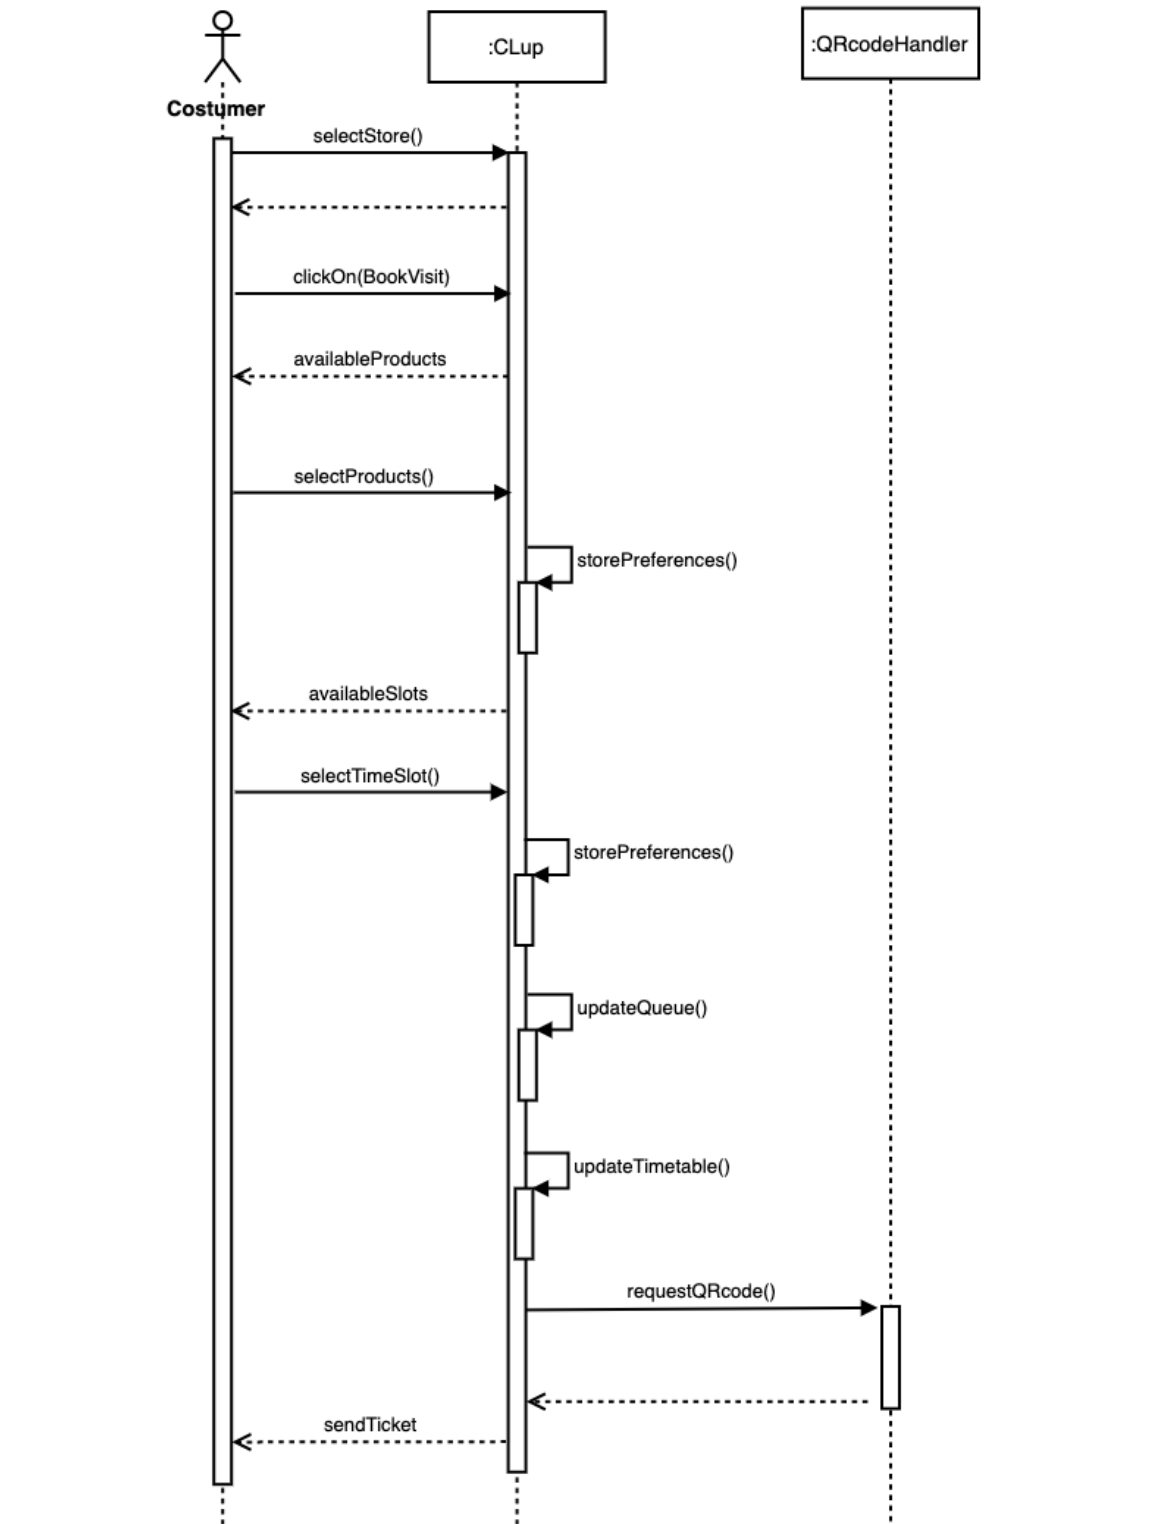 :CLup
:QRcodeHandler
Costumer
selectStore()
clickOn(BookVisit)
availableProducts
selectProducts()
storePreferences()
availableSlots
selectTimeSlot()
storePreferences()
updateQueue()
updateTimetable()
requestQRcode()
sendTicket